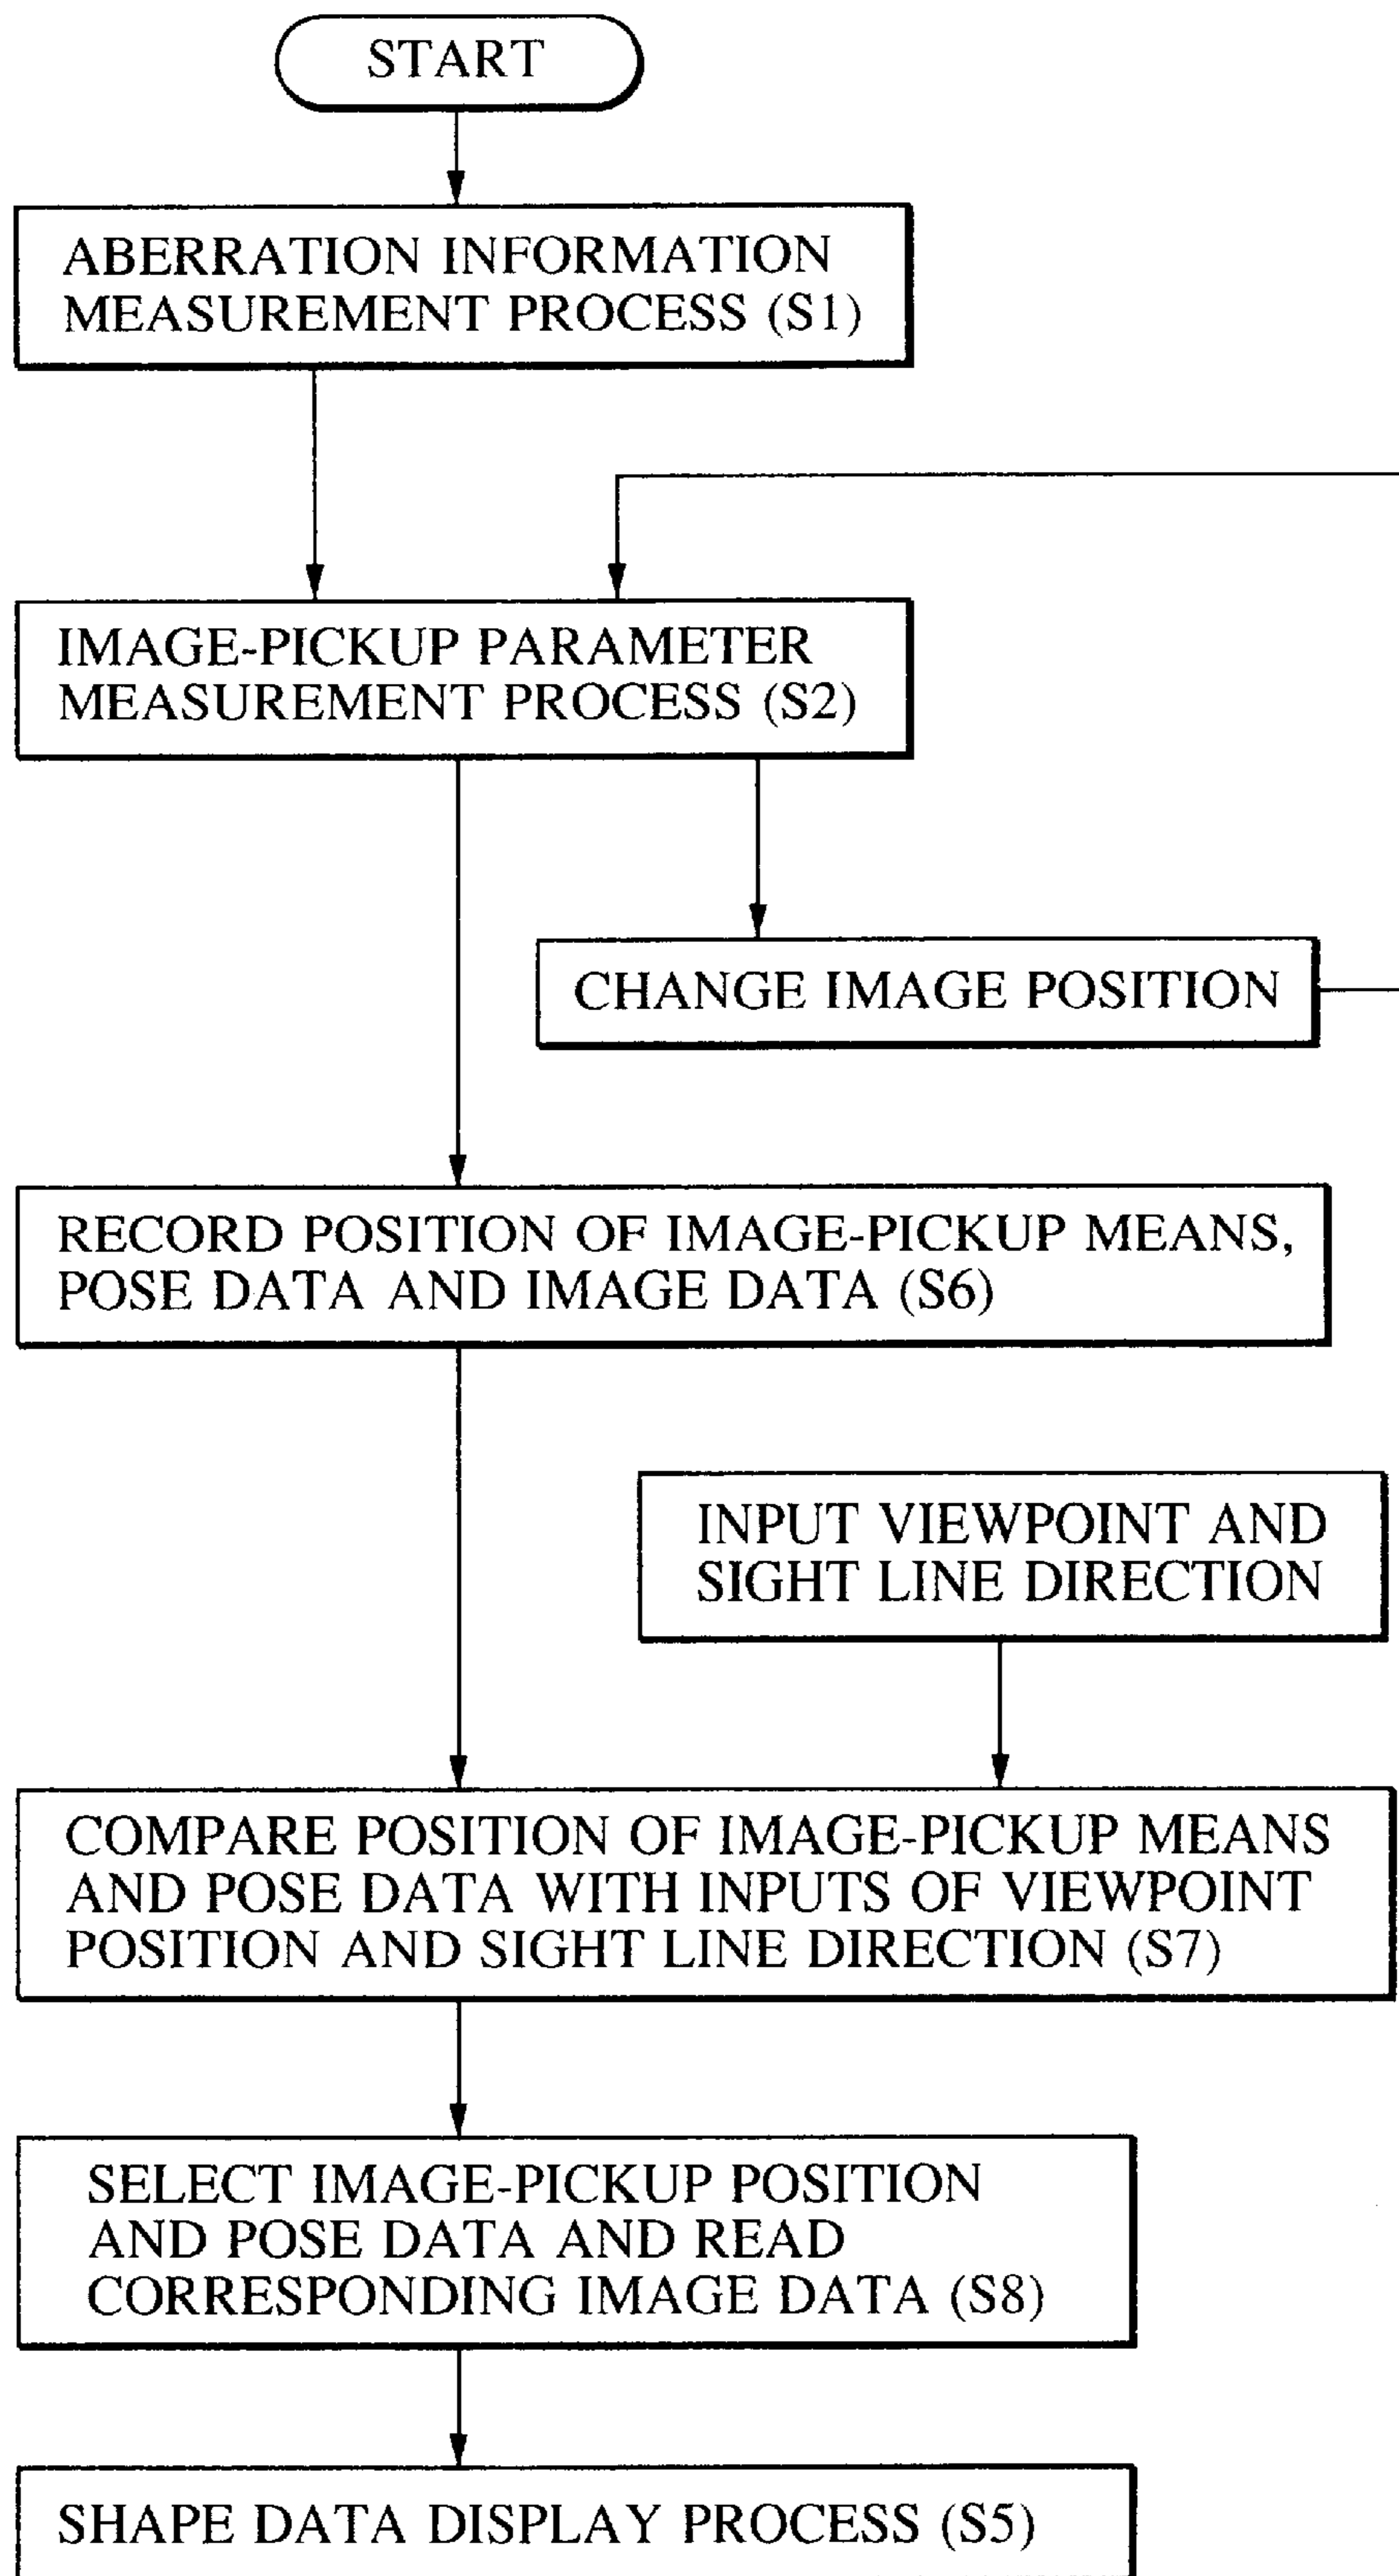 START
ABERRATION INFORMATION
MEASUREMENT PROCESS (S1)
IMAGE-PICKUP PARAMETER
MEASUREMENT PROCESS (S2)
CHANGE IMAGE POSITION
RECORD POSITION OF IMAGE-PICKUP MEANS,
POSE DATA AND IMAGE DATA (S6)
INPUT VIEWPOINT AND
SIGHT LINE DIRECTION
COMPARE POSITION OF IMAGE-PICKUP MEANS
AND POSE DATA WITH INPUTS OF VIEWPOINT
POSITION AND SIGHT LINE DIRECTION (S7)
SELECT IMAGE-PICKUP POSITION
AND POSE DATA AND READ
CORRESPONDING IMAGE DATA (S8)
SHAPE DATA DISPLAY PROCESS (S5)